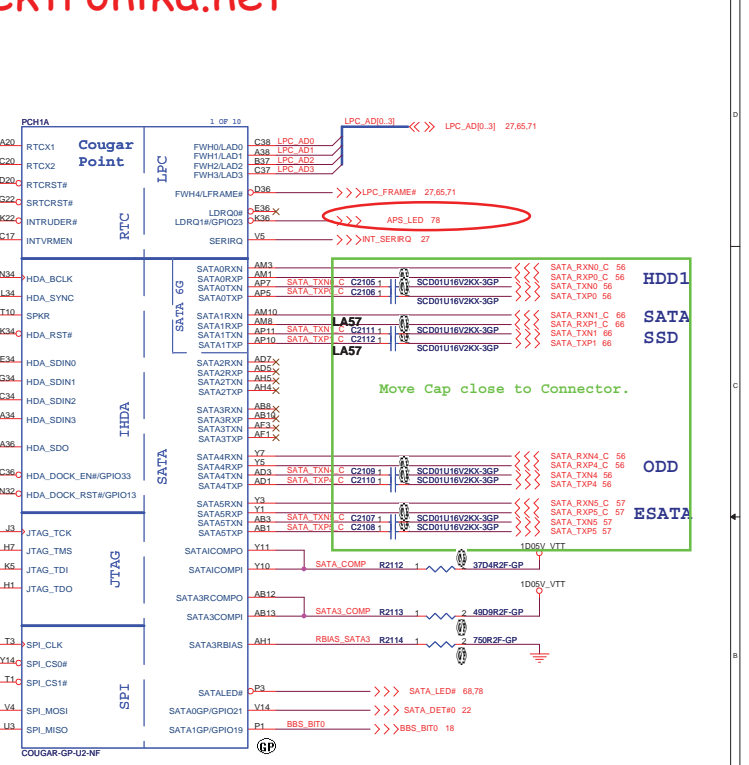 PCH1A
1 OF 10
Cougar
Point
LPC
RTC
SATA 6G
IHDA
SATA
JTAG
SPI
A20 RTCX1
C20 RTCX2
D20 RTCRST#
G22 SRTCRST#
K22 INTRUDER#
C17 INTVRMEN
N34 HDA_BCLK
L34 HDA_SYNC
T10 SPKR
K34 HDA_RST#
E34 HDA_SDIN0
G34 HDA_SDIN1
C34 HDA_SDIN2
A34 HDA_SDIN3
A36 HDA_SDO
C36 HDA_DOCK_EN#/GPIO33
N32 HDA_DOCK_RST#/GPIO13
J3 JTAG_TCK
H7 JTAG_TMS
K5 JTAG_TDI
H1 JTAG_TDO
T3 SPI_CLK
Y14 SPI_CS0#
T1 SPI_CS1#
V4 SPI_MOSI
U3 SPI_MISO
COUGAR-GP-U2-NF
LPC_AD[0..3] LPC_AD[0..3] 27,65,71
FWH0/LAD0 C38 LPC_AD0
FWH1/LAD1 A38 LPC_AD1
FWH2/LAD2 B37 LPC_AD2
FWH3/LAD3 C37 LPC_AD3
FWH4/LFRAME# D36 LPC_FRAME# 27,65,71
LDRQ0# E36
LDRQ1#/GPIO23 K36 APS_LED 78
SERIRQ V5 INT_SERIRQ 27
SATA0RXN AM3 SATA_RXN0_C 56
SATA0RXP AM1 SATA_RXP0_C 56
SATA0TXN AP7 SATA_TXN0_C C2105 1 SCD01U16V2KX-3GP SATA_TXN0 56
SATA0TXP AP5 SATA_TXP0_C C2106 1 SCD01U16V2KX-3GP SATA_TXP0 56
HDD1
SATA1RXN AM10 SATA_RXN1_C 66
SATA1RXP AM8 LA57 SATA_RXP1_C 66
SATA1TXN AP11 SATA_TXN1_C C2111 1 SCD01U16V2KX-3GP SATA_TXN1 66
SATA1TXP AP10 SATA_TXP1_C C2112 1 SCD01U16V2KX-3GP SATA_TXP1 66
LA57
SATA
SSD
SATA2RXN AD7
SATA2RXP AD5
SATA2TXN AH5
SATA2TXP AH4
Move Cap close to Connector.
SATA3RXN AB8
SATA3RXP AB10
SATA3TXN AF3
SATA3TXP AF1
SATA4RXN Y7 SATA_RXN4_C 56
SATA4RXP Y5 SATA_RXP4_C 56
SATA4TXN AD3 SATA_TXN4_C C2109 1 SCD01U16V2KX-3GP SATA_TXN4 56
SATA4TXP AD1 SATA_TXP4_C C2110 1 SCD01U16V2KX-3GP SATA_TXP4 56
ODD
SATA5RXN Y3 SATA_RXN5_C 57
SATA5RXP Y1 SATA_RXP5_C 57
SATA5TXN AB3 SATA_TXN5_C C2107 1 SCD01U16V2KX-3GP SATA_TXN5 57
SATA5TXP AB1 SATA_TXP5_C C2108 1 SCD01U16V2KX-3GP SATA_TXP5 57
ESATA
SATAICOMPO Y11
1D05V_VTT
SATAICOMPI Y10 SATA_COMP R2112 1 2 37D4R2F-GP
1D05V_VTT
SATA3RCOMPO AB12
SATA3COMPI AB13 SATA3_COMP R2113 1 2 49D9R2F-GP
SATA3RBIAS AH1 RBIAS_SATA3 R2114 1 2 750R2F-GP
SATALED# P3 SATA_LED# 68,78
SATA0GP/GPIO21 V14 SATA_DET#0 22
SATA1GP/GPIO19 P1 BBS_BIT0 BBS_BIT0 18
GP
D
C
B